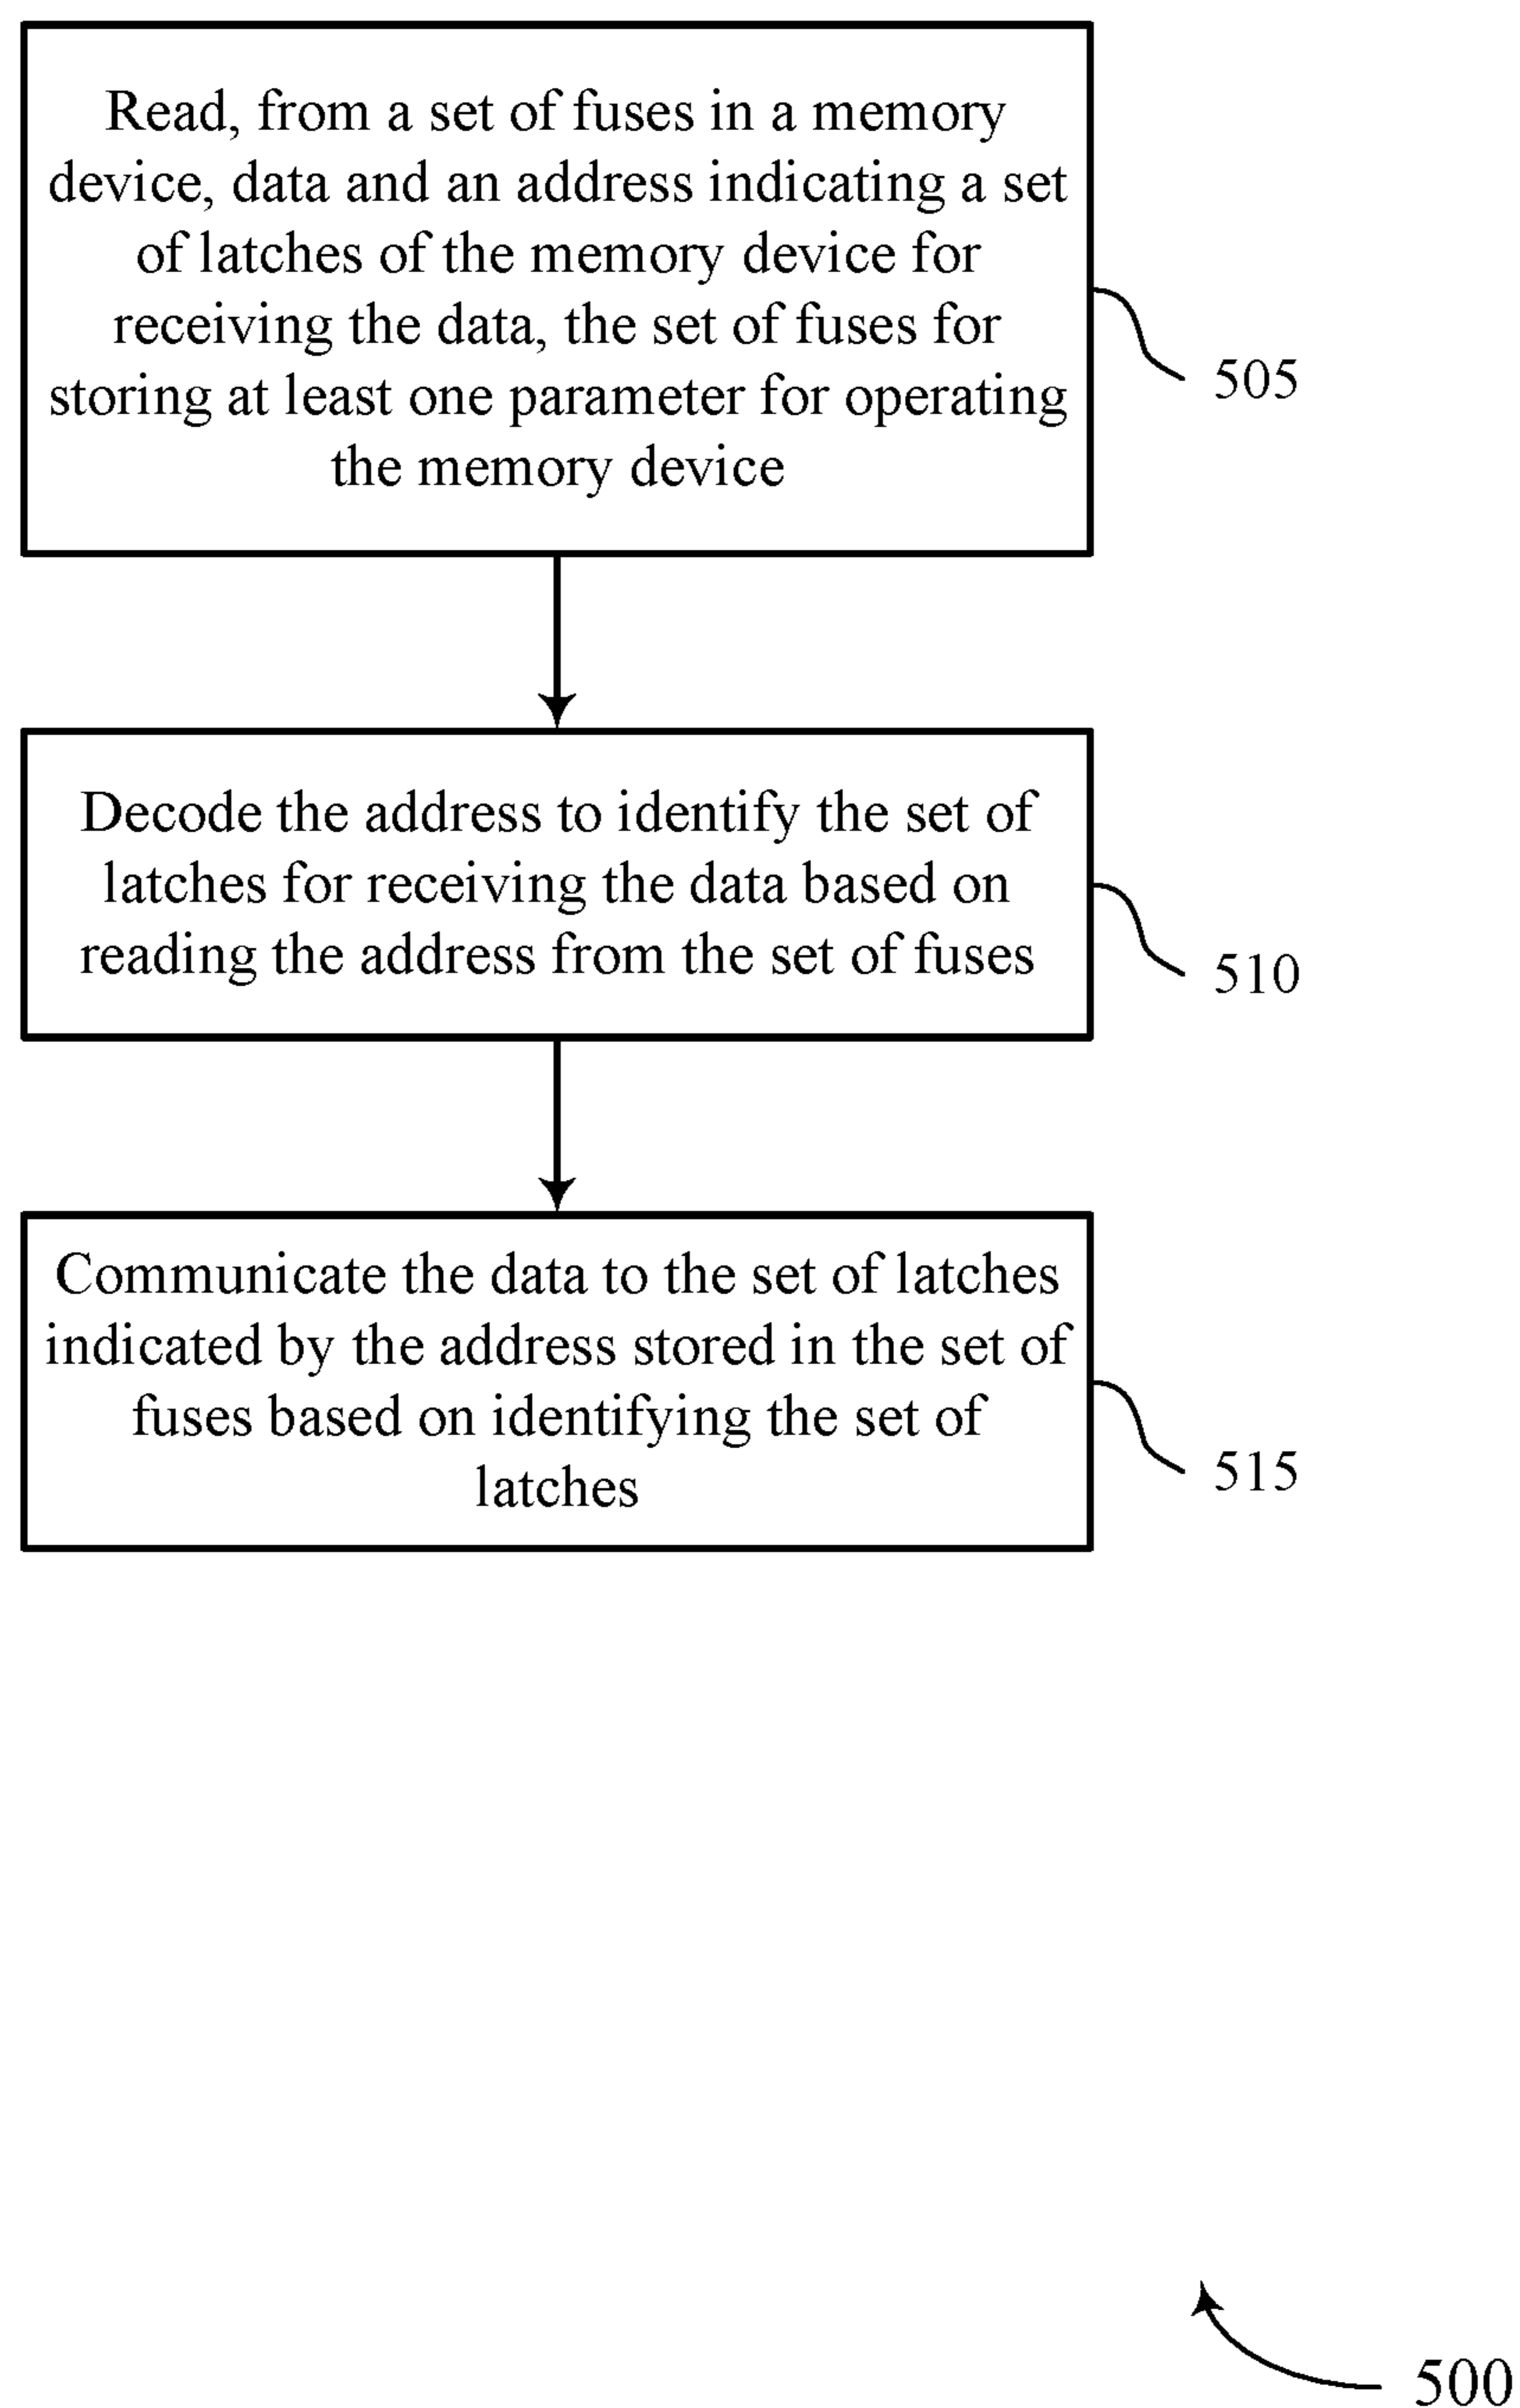 Read, from a set of fuses in a memory
device, data and an address indicating a set
of latches of the memory device for
receiving the data, the set of fuses for
storing at least one parameter for operating
the memory device
505
Decode the address to identify the set of
latches for receiving the data based on
reading the address from the set of fuses
510
Communicate the data to the set of latches
indicated by the address stored in the set of
fuses based on identifying the set of
latches
515
500